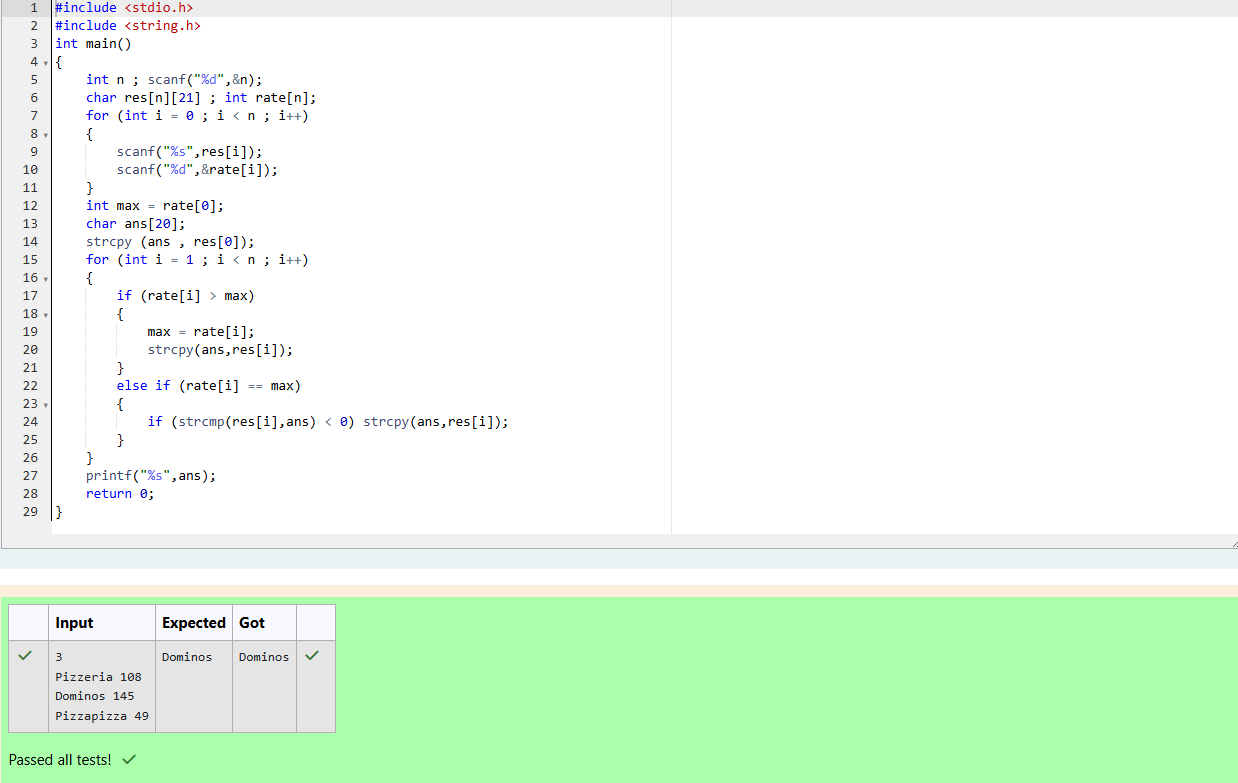 1 #include <stdio.h>
2 #include <string.h>
3 int main()
4 {
5     int n ; scanf("%d",&n);
6     char res[n][21] ; int rate[n];
7     for (int i = 0 ; i < n ; i++)
8     {
9         scanf("%s",res[i]);
10         scanf("%d",&rate[i]);
11     }
12     int max = rate[0];
13     char ans[20];
14     strcpy (ans , res[0]);
15     for (int i = 1 ; i < n ; i++)
16     {
17         if (rate[i] > max)
18         {
19             max = rate[i];
20             strcpy(ans,res[i]);
21         }
22         else if (rate[i] == max)
23         {
24             if (strcmp(res[i],ans) < 0) strcpy(ans,res[i]);
25         }
26     }
27     printf("%s",ans);
28     return 0;
29 }
Input Expected Got
3 Dominos Dominos
Pizzeria 108
Dominos 145
Pizzapizza 49
Passed all tests!